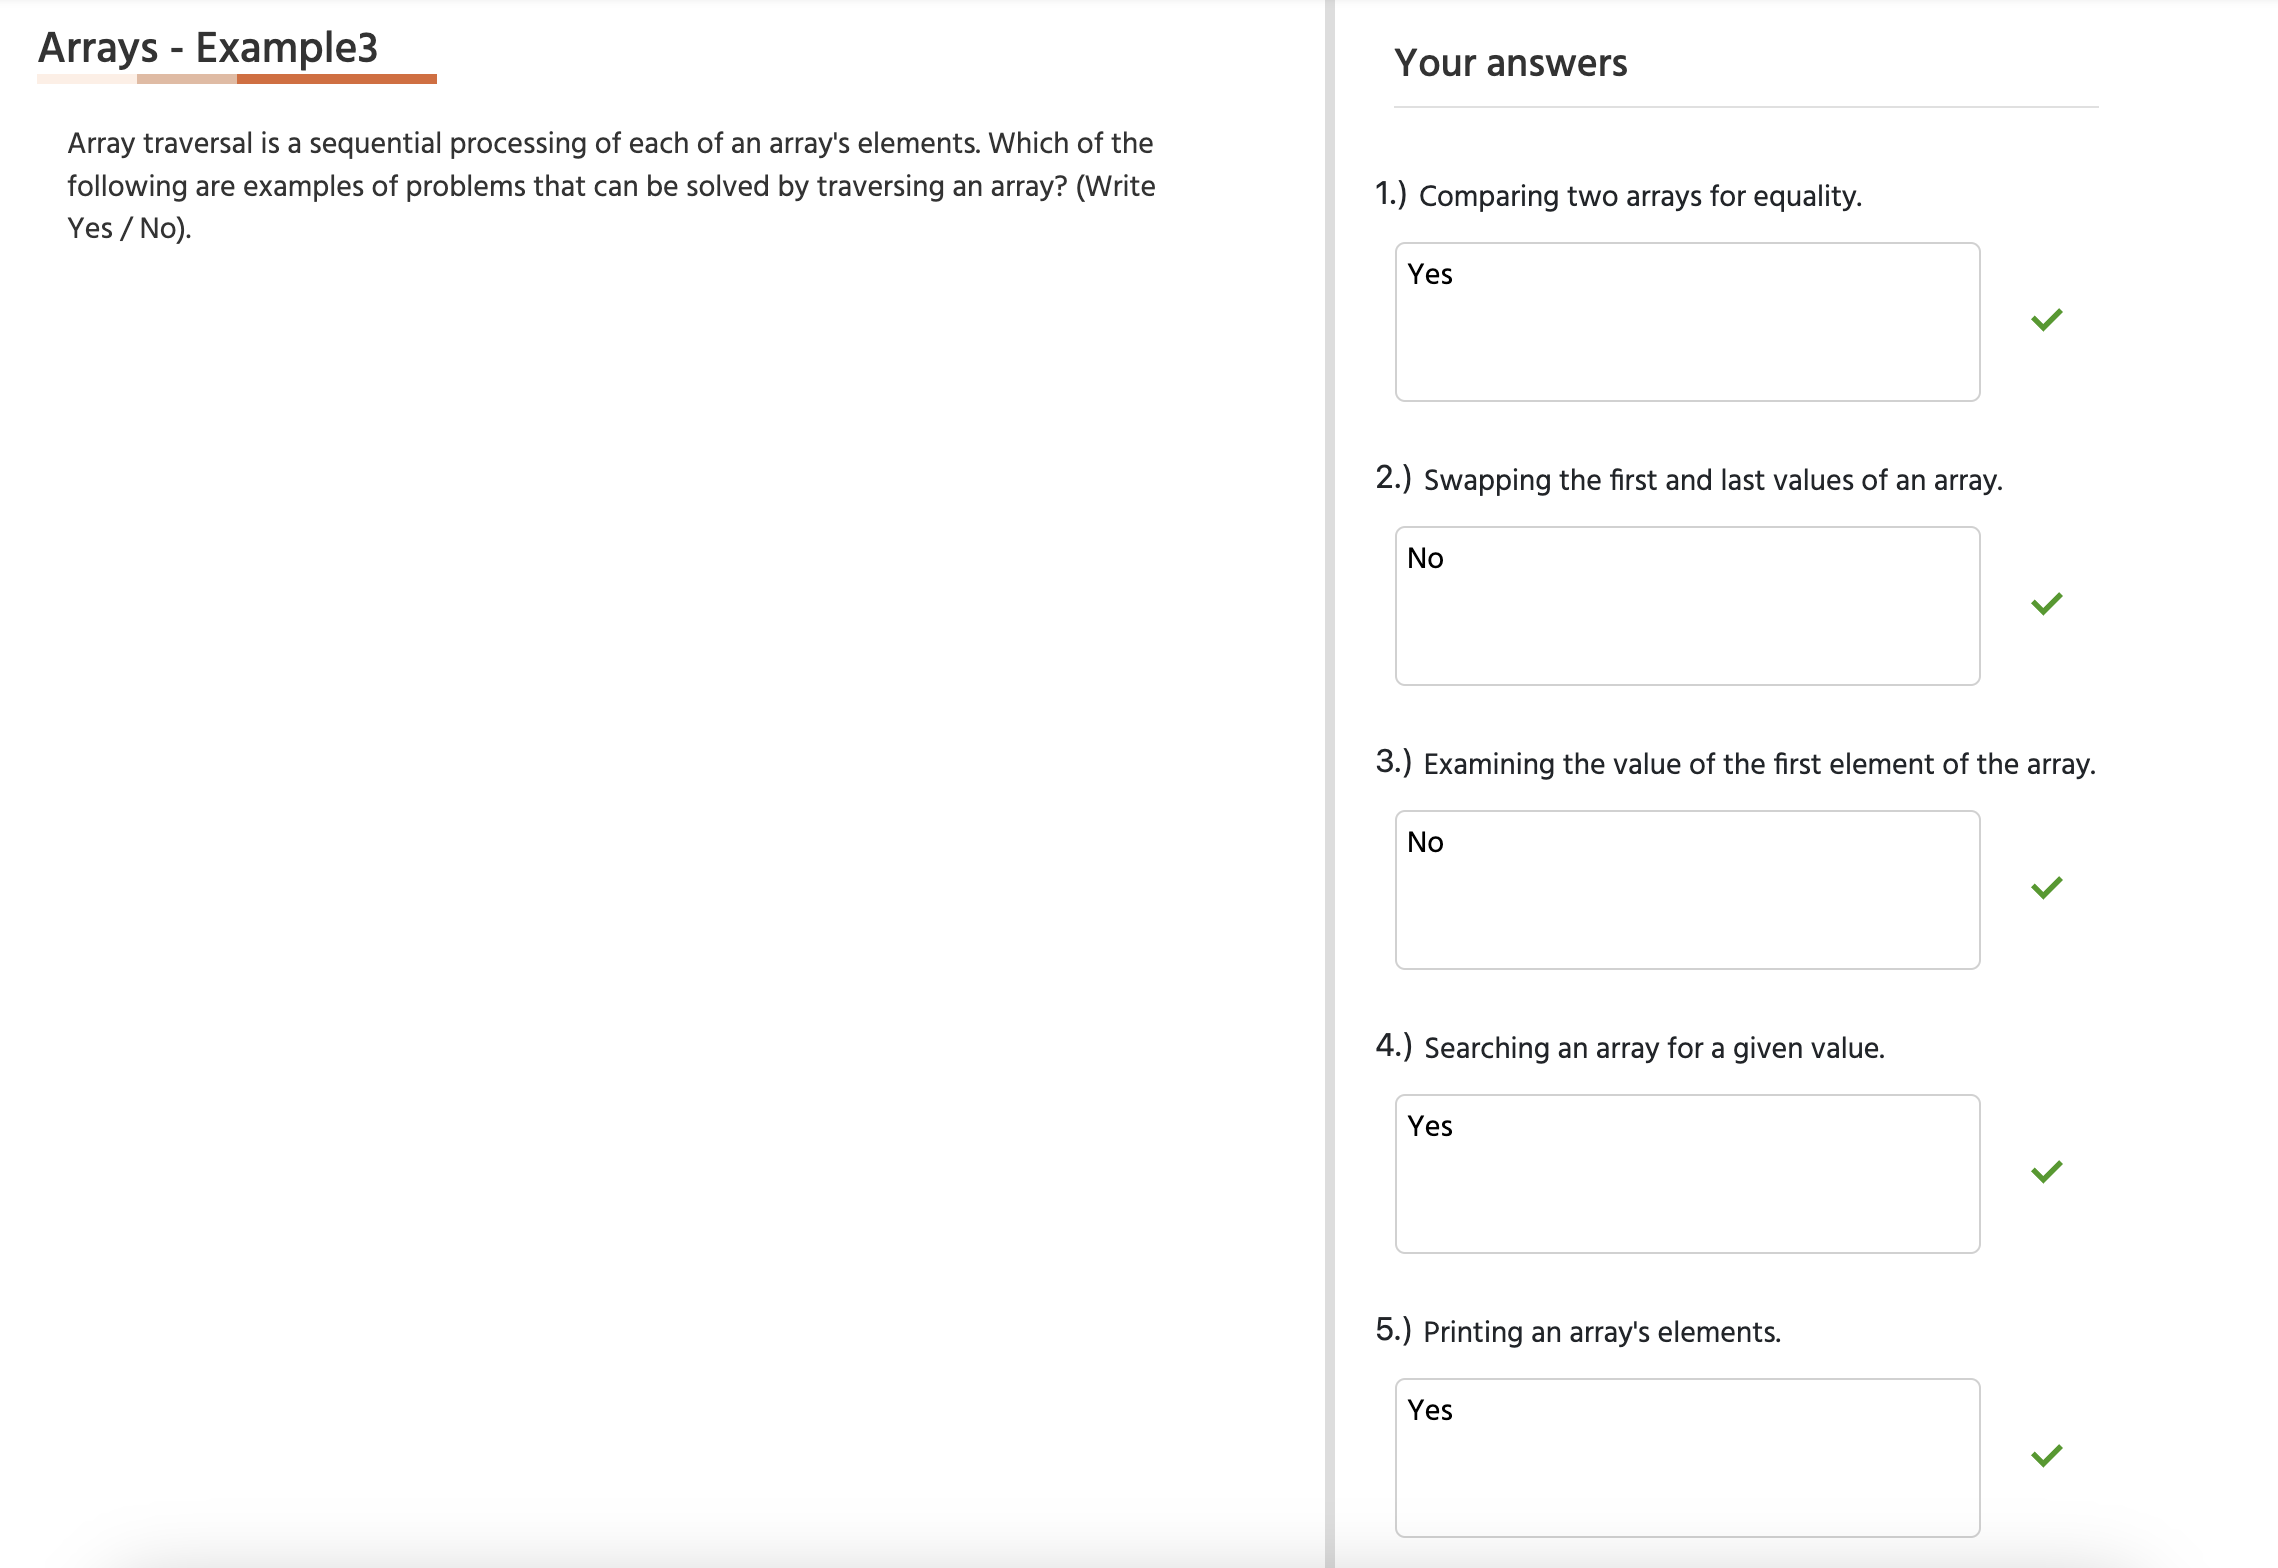 Arrays - Example3
Array traversal is a sequential processing of each of an array's elements. Which of the
following are examples of problems that can be solved by traversing an array? (Write
Yes / No).
Your answers
1.) Comparing two arrays for equality.
Yes
2.) Swapping the first and last values of an array.
No
3.) Examining the value of the first element of the array.
No
4.) Searching an array for a given value.
Yes
5.) Printing an array's elements.
Yes